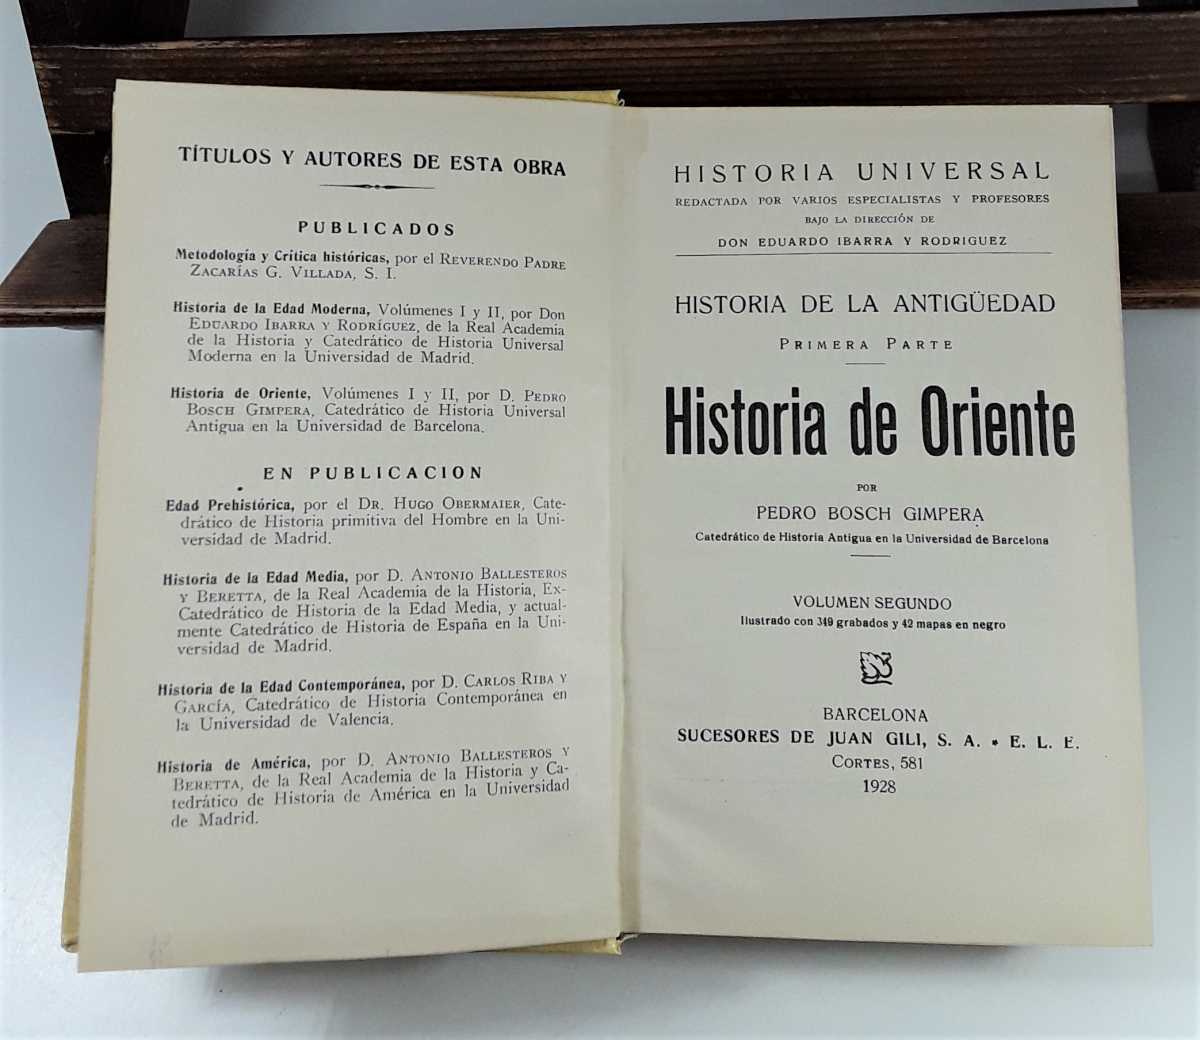 TÍTULOS Y AUTORES DE ESTA OBRA
PUBLICADOS
Metodología y Crítica históricas, por el REVERENDO PADRE
ZACARÍAS G. VILLADA, S. I.
Historia de la Edad Moderna, Volúmenes I y II, por Don
EDUARDO IBARRA Y RODRÍGUEZ, de la Real Academia
de la Historia y Catedrático de Historia Universal
Moderna en la Universidad de Madrid.
Historia de Oriente, Volúmenes I y II, por D. PEDRO
BOSCH GIMPERA, Catedrático de Historia Universal
Antigua en la Universidad de Barcelona.
EN PUBLICACION
Edad Prehistórica, por el DR. HUGO OBERMAIER, Cate-
drático de Historia primitiva del Hombre en la Uni-
versidad de Madrid.
Historia de la Edad Media, por D. ANTONIO BALLESTEROS
Y BERETTA, de la Real Academia de la Historia, Ex-
Catedrático de Historia de la Edad Media, y actual-
mente Catedrático de Historia de España en la Uni-
versidad de Madrid.
Historia de la Edad Contemporánea, por D. CARLOS RIBA Y
GARCÍA, Catedrático de Historia Contemporánea en
la Universidad de Valencia.
Historia de América, por D. ANTONIO BALLESTEROS Y
BERETTA, de la Real Academia de la Historia y Ca-
tedrático de Historia de América en la Universidad
de Madrid.
HISTORIA UNIVERSAL
REDACTADA POR VARIOS ESPECIALISTAS Y PROFESORES
BAJO LA DIRECCIÓN DE
DON EDUARDO IBARRA Y RODRIGUEZ
HISTORIA DE LA ANTIGÜEDAD
PRIMERA PARTE
Historia de Oriente
POR
PEDRO BOSCH GIMPERA
Catedrático de Historia Antigua en la Universidad de Barcelona
VOLUMEN SEGUNDO
Ilustrado con 349 grabados y 42 mapas en negro
BARCELONA
SUCESORES DE JUAN GILI, S. A. * E. L. E.
CORTES, 581
1928